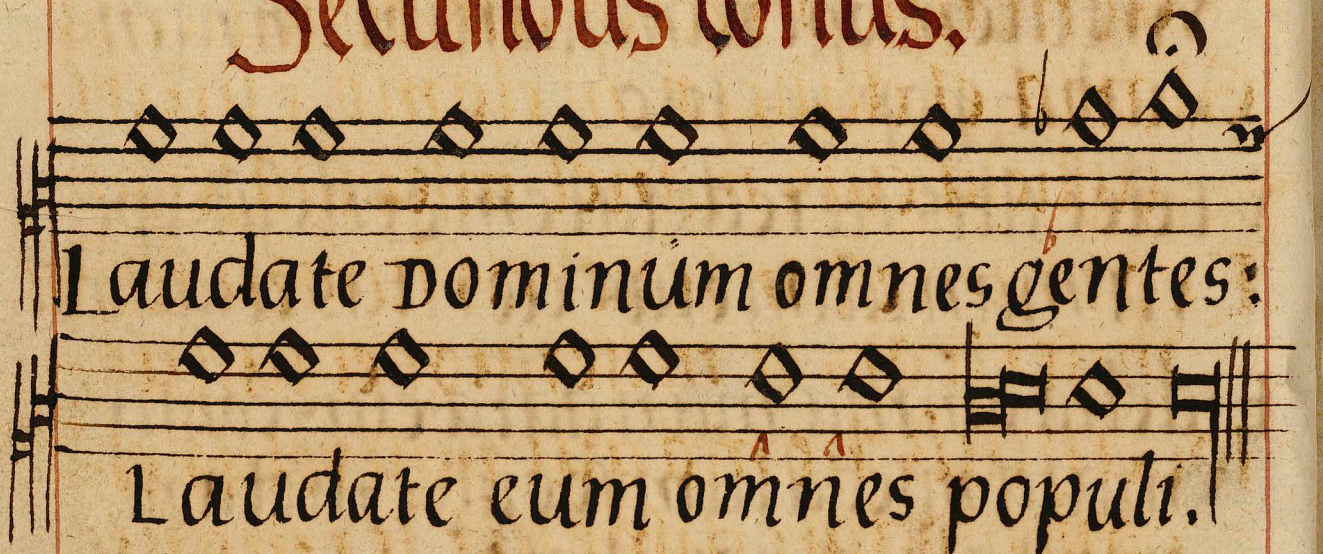 Secundus tonus.
Laudate Dominum omnes gentes:
Laudate eum omnes populi.